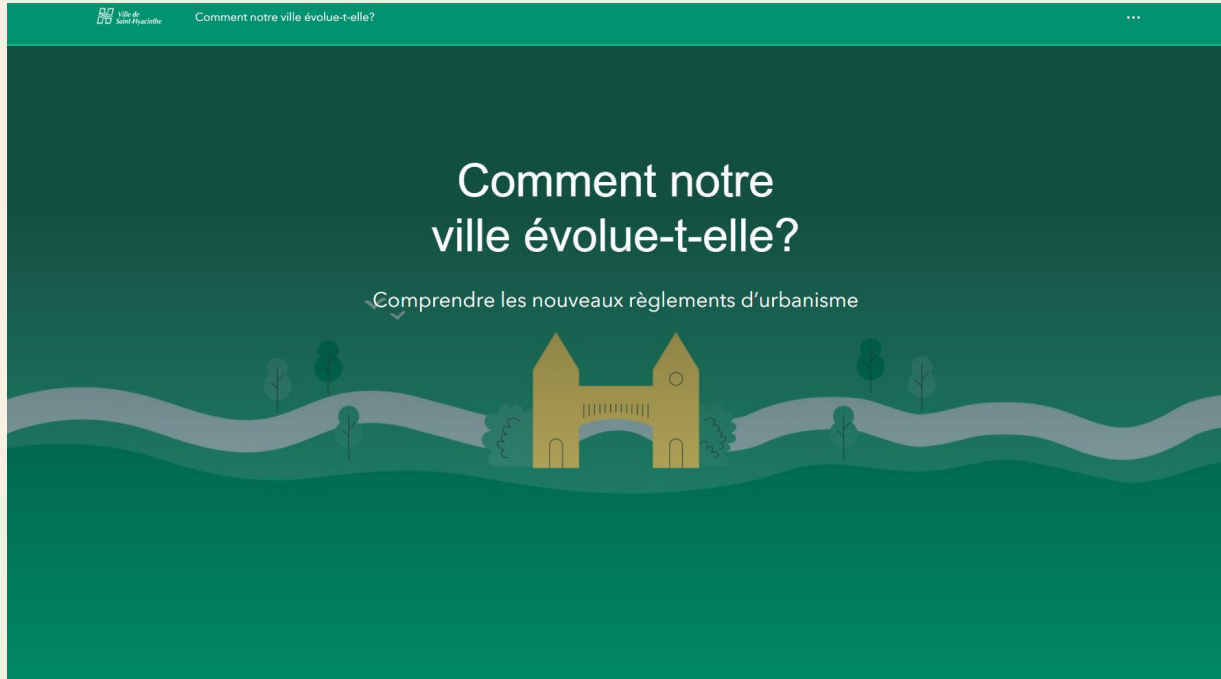 Ville de
Saint-Hyacinthe
Comment notre ville évolue-t-elle?
Comment notre
ville évolue-t-elle?
Comprendre les nouveaux règlements d'urbanisme